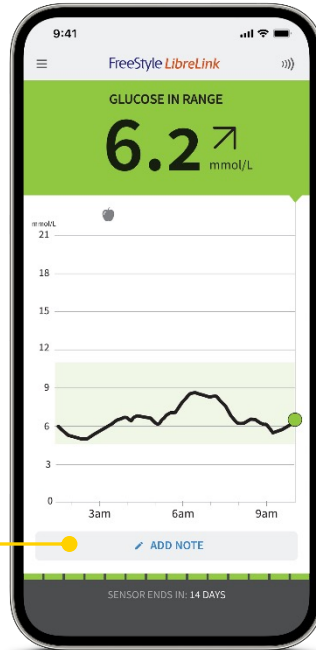 9:41
FreeStyle LibreLink
GLUCOSE IN RANGE
6.2
mmol/L
mmol/L
21
18
15
12
9
6
3
0
3am 6am 9am
ADD NOTE
SENSOR ENDS IN: 14 DAYS